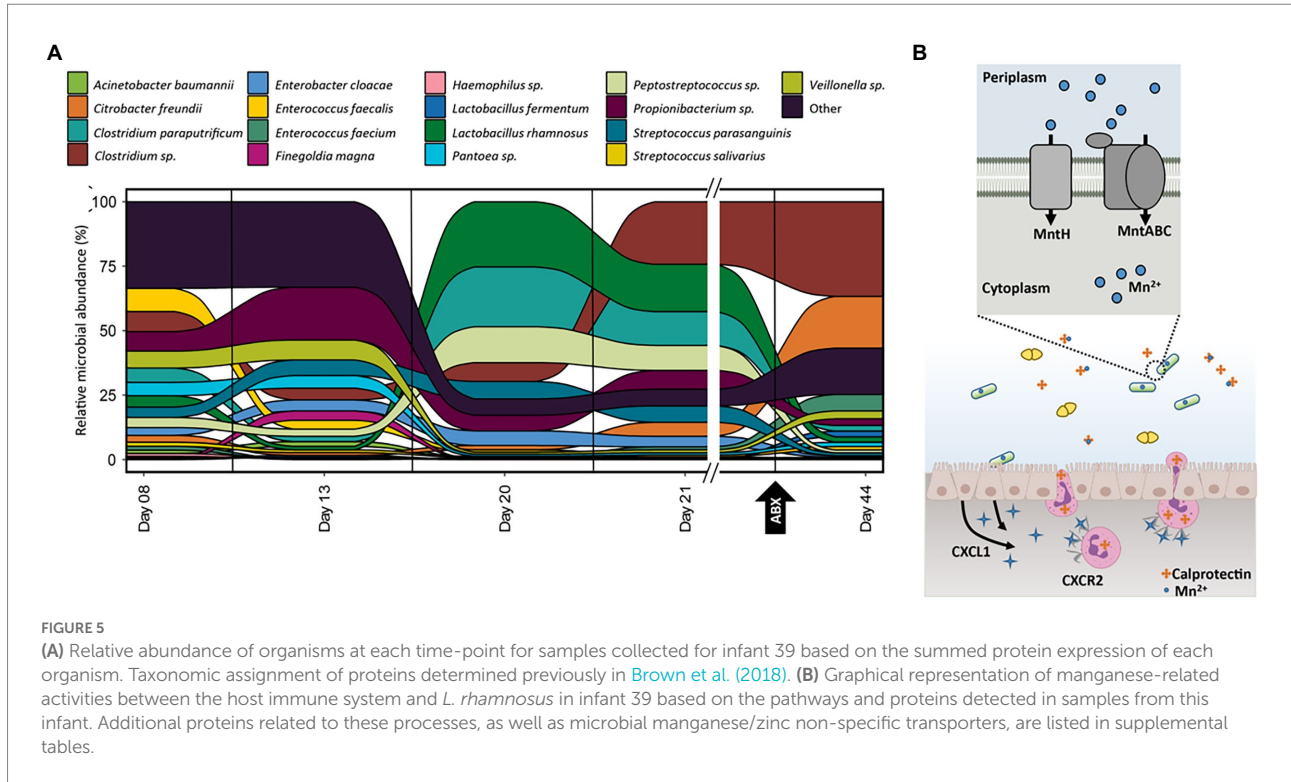 A
Acinetobacter baumannii
Citrobacter freundii
Clostridium paraputrificum
Clostridium sp.
Enterobacter cloacae
Enterococcus faecalis
Enterococcus faecium
Finegoldia magna
Haemophilus sp.
Lactobacillus fermentum
Lactobacillus rhamnosus
Pantoea sp.
Peptostreptococcus sp.
Propionibacterium sp.
Streptococcus parasanguinis
Streptococcus salivarius
Veillonella sp.
Other
Relative microbial abundance (%)
100
75
50
25
0
Day 08
Day 13
Day 20
Day 21
ABX
Day 44
B
Periplasm
MntH
MntABC
Cytoplasm
Mn2+
CXCL1
CXCR2
Calprotectin
Mn2+
FIGURE 5
(A) Relative abundance of organisms at each time-point for samples collected for infant 39 based on the summed protein expression of each
organism. Taxonomic assignment of proteins determined previously in Brown et al. (2018). (B) Graphical representation of manganese-related
activities between the host immune system and L. rhamnosus in infant 39 based on the pathways and proteins detected in samples from this
infant. Additional proteins related to these processes, as well as microbial manganese/zinc non-specific transporters, are listed in supplemental
tables.